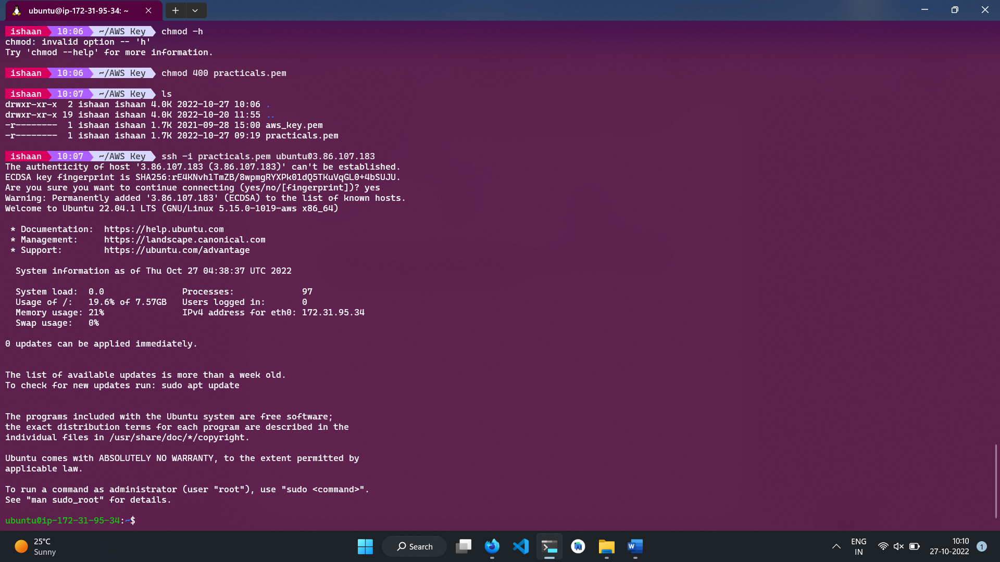 ubuntu@ip-172-31-95-34: ~
ishaan 10:06 ~/AWS Key chmod -h
chmod: invalid option -- 'h'
Try 'chmod --help' for more information.
ishaan 10:06 ~/AWS Key chmod 400 practicals.pem
ishaan 10:07 ~/AWS Key ls
drwxr-xr-x  2 ishaan ishaan 4.0K 2022-10-27 10:06 .
drwxr-xr-x 19 ishaan ishaan 4.0K 2022-10-20 11:55 ..
-r--------  1 ishaan ishaan 1.7K 2021-09-28 15:00 aws_key.pem
-r--------  1 ishaan ishaan 1.7K 2022-10-27 09:19 practicals.pem
ishaan 10:07 ~/AWS Key ssh -i practicals.pem ubuntu@3.86.107.183
The authenticity of host '3.86.107.183 (3.86.107.183)' can't be established.
ECDSA key fingerprint is SHA256:rE4KNvh1TmZB/8wpmgRYXPk01dQ5TKuVqGL0+4bSUJU.
Are you sure you want to continue connecting (yes/no/[fingerprint])? yes
Warning: Permanently added '3.86.107.183' (ECDSA) to the list of known hosts.
Welcome to Ubuntu 22.04.1 LTS (GNU/Linux 5.15.0-1019-aws x86_64)
* Documentation:  https://help.ubuntu.com
* Management:     https://landscape.canonical.com
* Support:        https://ubuntu.com/advantage
System information as of Thu Oct 27 04:38:37 UTC 2022
System load:  0.0               Processes:             97
Usage of /:   19.6% of 7.57GB   Users logged in:       0
Memory usage: 21%               IPv4 address for eth0: 172.31.95.34
Swap usage:   0%
0 updates can be applied immediately.
The list of available updates is more than a week old.
To check for new updates run: sudo apt update
The programs included with the Ubuntu system are free software;
the exact distribution terms for each program are described in the
individual files in /usr/share/doc/*/copyright.
Ubuntu comes with ABSOLUTELY NO WARRANTY, to the extent permitted by
applicable law.
To run a command as administrator (user "root"), use "sudo <command>".
See "man sudo_root" for details.
ubuntu@ip-172-31-95-34:~$
25°C
Sunny
Search
ENG
IN
10:10
27-10-2022
1